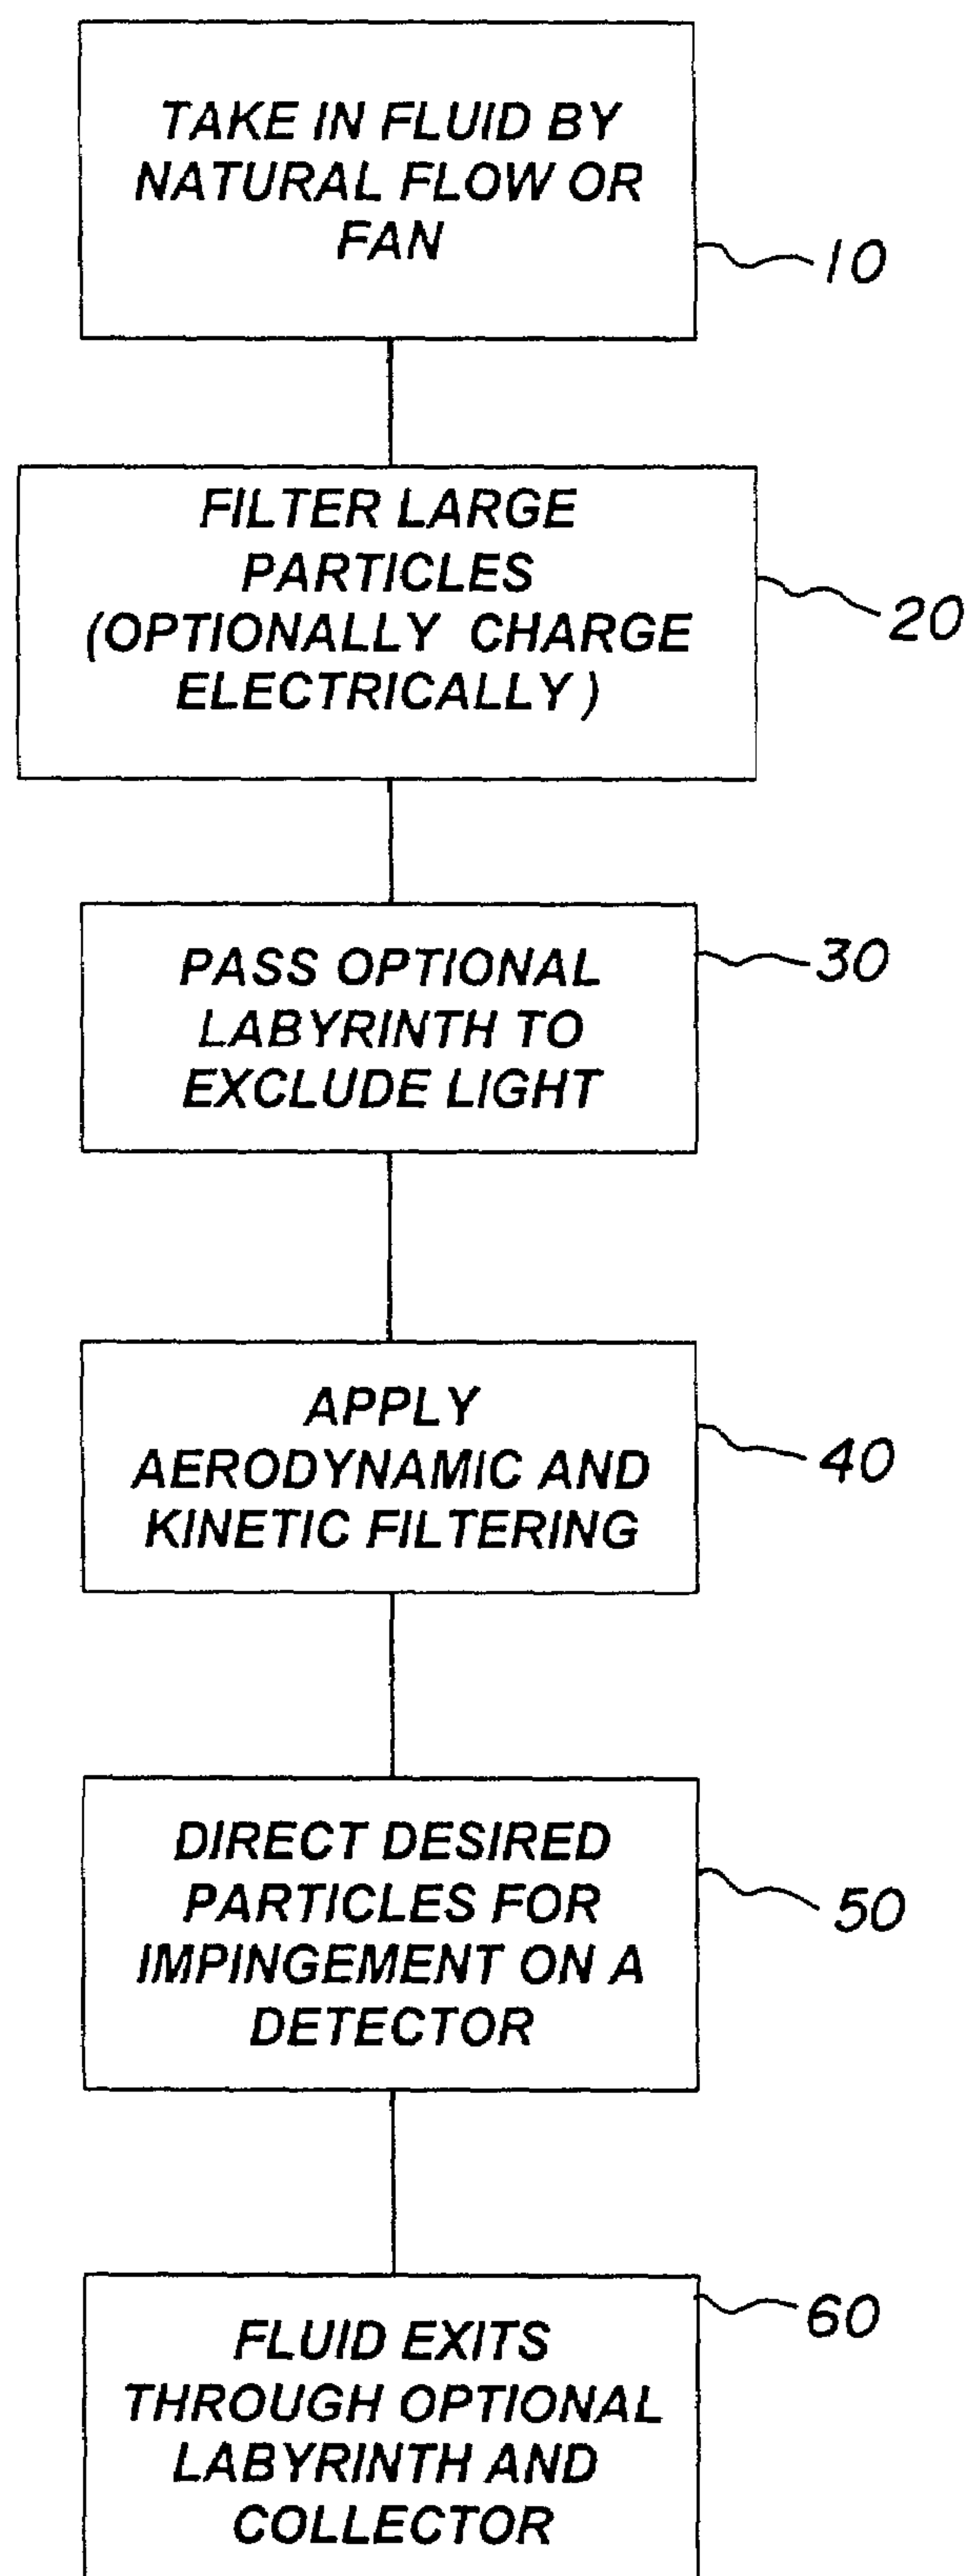 TAKE IN FLUID BY
NATURAL FLOW OR
FAN
10
FILTER LARGE
PARTICLES
(OPTIONALLY CHARGE
ELECTRICALLY)
20
PASS OPTIONAL
LABYRINTH TO
EXCLUDE LIGHT
30
APPLY
AERODYNAMIC AND
KINETIC FILTERING
40
DIRECT DESIRED
PARTICLES FOR
IMPINGEMENT ON A
DETECTOR
50
FLUID EXITS
THROUGH OPTIONAL
LABYRINTH AND
COLLECTOR
60